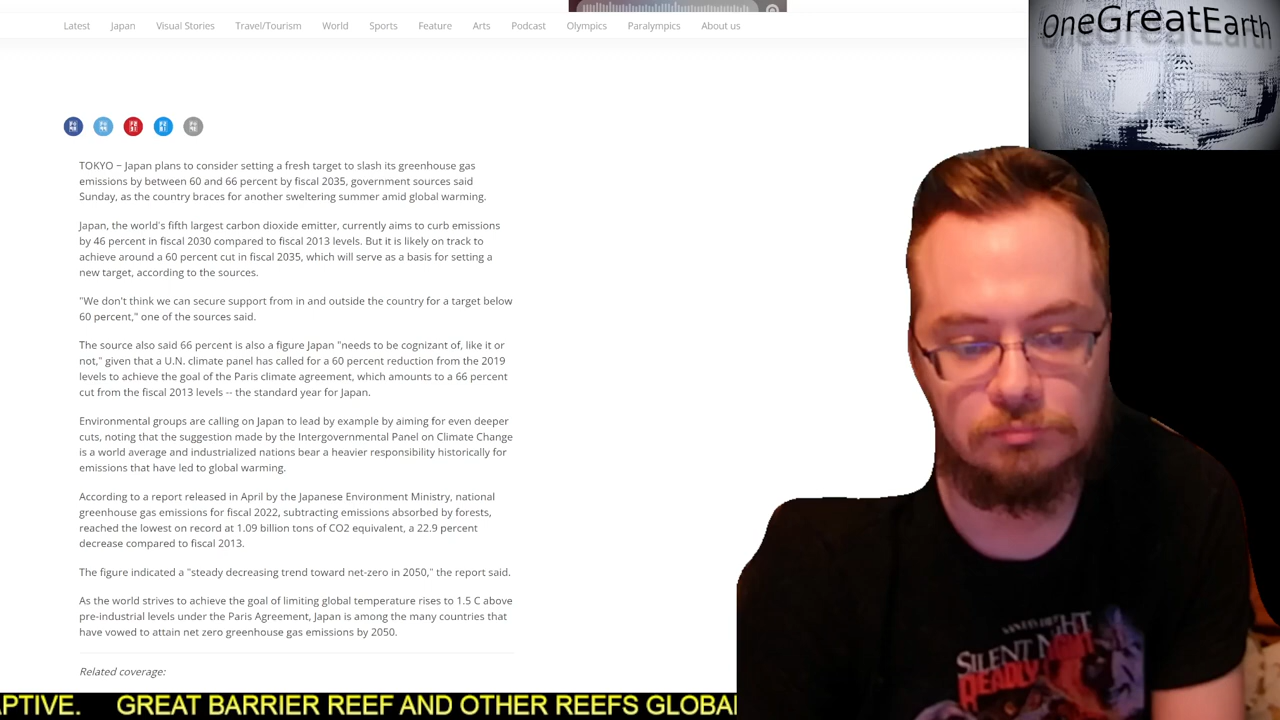 Latest Japan Visual Stories Travel/Tourism World Sports Feature Arts Podcast Olympics Paralympics About us
OneGreatEarth
TOKYO – Japan plans to consider setting a fresh target to slash its greenhouse gas
emissions by between 60 and 66 percent by fiscal 2035, government sources said
Sunday, as the country braces for another sweltering summer amid global warming.
Japan, the world's fifth largest carbon dioxide emitter, currently aims to curb emissions
by 46 percent in fiscal 2030 compared to fiscal 2013 levels. But it is likely on track to
achieve around a 60 percent cut in fiscal 2035, which will serve as a basis for setting a
new target, according to the sources.
"We don't think we can secure support from in and outside the country for a target below
60 percent," one of the sources said.
The source also said 66 percent is also a figure Japan "needs to be cognizant of, like it or
not," given that a U.N. climate panel has called for a 60 percent reduction from the 2019
levels to achieve the goal of the Paris climate agreement, which amounts to a 66 percent
cut from the fiscal 2013 levels -- the standard year for Japan.
Environmental groups are calling on Japan to lead by example by aiming for even deeper
cuts, noting that the suggestion made by the Intergovernmental Panel on Climate Change
is a world average and industrialized nations bear a heavier responsibility historically for
emissions that have led to global warming.
According to a report released in April by the Japanese Environment Ministry, national
greenhouse gas emissions for fiscal 2022, subtracting emissions absorbed by forests,
reached the lowest on record at 1.09 billion tons of CO2 equivalent, a 22.9 percent
decrease compared to fiscal 2013.
The figure indicated a "steady decreasing trend toward net-zero in 2050," the report said.
As the world strives to achieve the goal of limiting global temperature rises to 1.5 C above
pre-industrial levels under the Paris Agreement, Japan is among the many countries that
have vowed to attain net zero greenhouse gas emissions by 2050.
Related coverage:
SILENT NIGHT
DEADLY
APTIVE. GREAT BARRIER REEF AND OTHER REEFS GLOBA